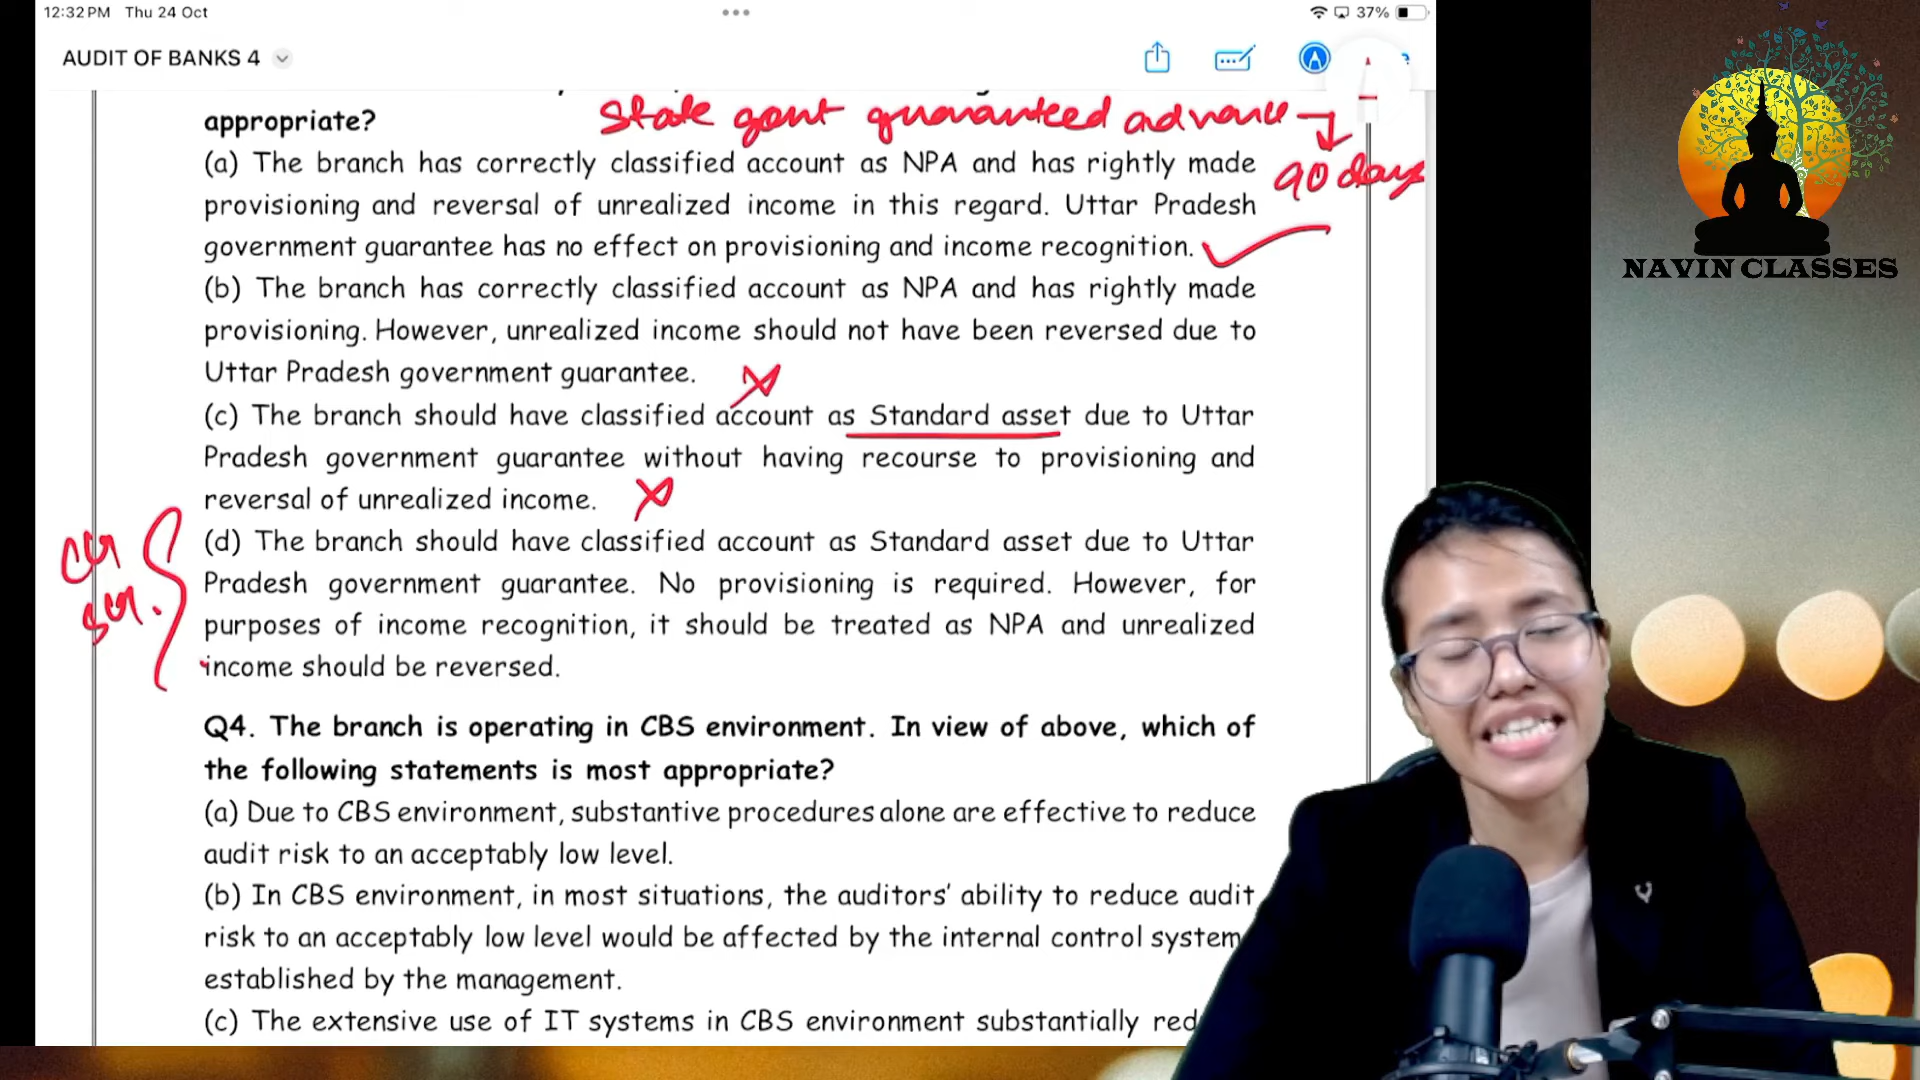 12:32 PM Thu 24 Oct
37%
AUDIT OF BANKS 4
State govt guaranteed advance →
90 days
appropriate?
(a) The branch has correctly classified account as NPA and has rightly made
provisioning and reversal of unrealized income in this regard. Uttar Pradesh
government guarantee has no effect on provisioning and income recognition.
(b) The branch has correctly classified account as NPA and has rightly made
provisioning. However, unrealized income should not have been reversed due to
Uttar Pradesh government guarantee.
(c) The branch should have classified account as Standard asset due to Uttar
Pradesh government guarantee without having recourse to provisioning and
reversal of unrealized income.
CG
SG.
(d) The branch should have classified account as Standard asset due to Uttar
Pradesh government guarantee. No provisioning is required. However, for
purposes of income recognition, it should be treated as NPA and unrealized
income should be reversed.
Q4. The branch is operating in CBS environment. In view of above, which of
the following statements is most appropriate?
(a) Due to CBS environment, substantive procedures alone are effective to reduce
audit risk to an acceptably low level.
(b) In CBS environment, in most situations, the auditors' ability to reduce audit
risk to an acceptably low level would be affected by the internal control system
established by the management.
(c) The extensive use of IT systems in CBS environment substantially
NAVIN CLASSES